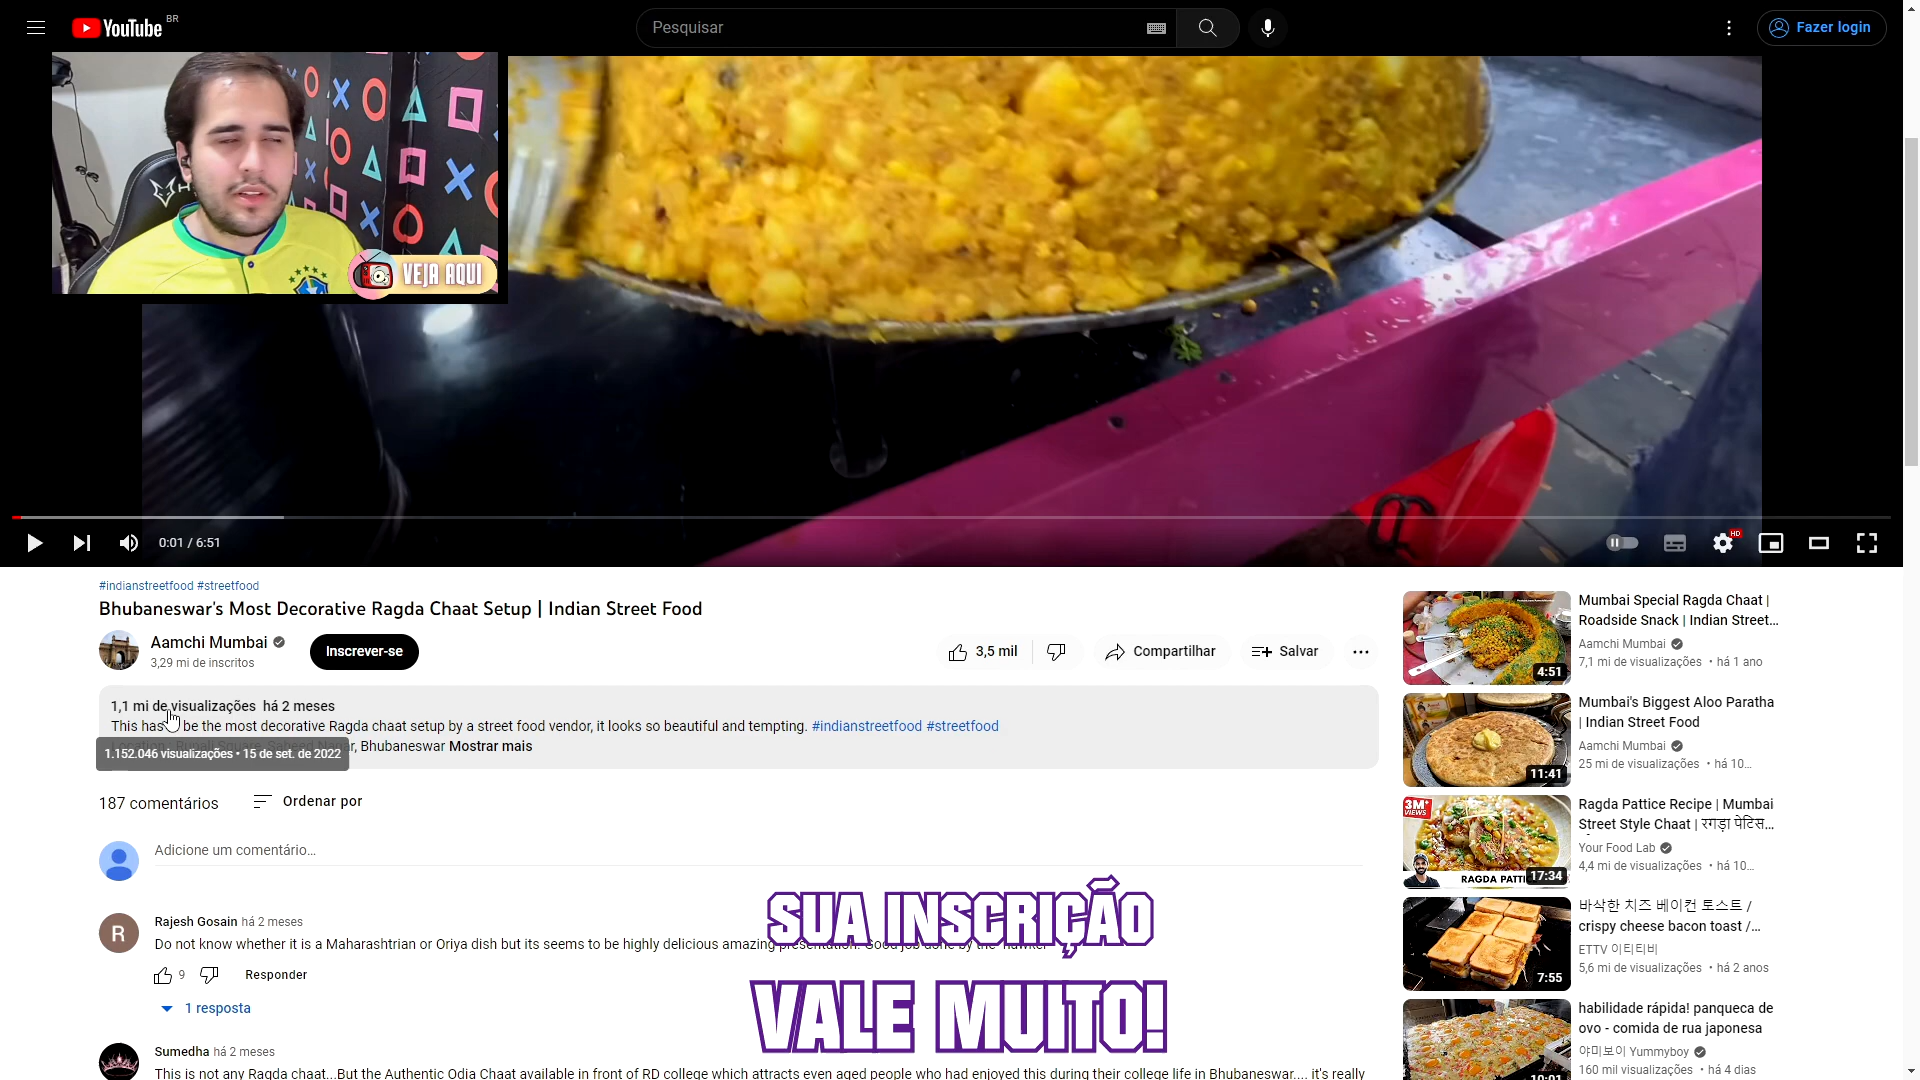 YouTube BR
Pesquisar
Fazer login
VEJA AQUI
0:01 / 6:51
HD
#indianstreetfood #streetfood
Bhubaneswar's Most Decorative Ragda Chaat Setup | Indian Street Food
Aamchi Mumbai
3,29 mi de inscritos
Inscrever-se
3,5 mil
Compartilhar
Salvar
1,1 mi de visualizações há 2 meses
This has be the most decorative Ragda chaat setup by a street food vendor, it looks so beautiful and tempting. #indianstreetfood #streetfood
Bhubaneswar Mostrar mais
1.152.046 visualizações • 15 de set. de 2022
187 comentários
Ordenar por
Adicione um comentário...
R
Rajesh Gosain há 2 meses
Do not know whether it is a Maharashtrian or Oriya dish but its seems to be highly delicious amazing presentation. Good job done by the hawker
9
Responder
1 resposta
Sumedha há 2 meses
This is not any Ragda chaat...But the Authentic Odia Chaat available in front of RD college which attracts even aged people who had enjoyed this during their college life in Bhubaneswar.... it's really
SUA INSCRIÇÃO
VALE MUITO!
Mumbai Special Ragda Chaat |
Roadside Snack | Indian Street...
Aamchi Mumbai
7,1 mi de visualizações • há 1 ano
4:51
Mumbai's Biggest Aloo Paratha
| Indian Street Food
Aamchi Mumbai
25 mi de visualizações • há 10...
11:41
Ragda Pattice Recipe | Mumbai
Street Style Chaat | रगड़ा पेटिस...
Your Food Lab
4,4 mi de visualizações • há 10...
3M+
VIEWS
RAGDA PATTI
17:34
바삭한 치즈 베이컨 토스트 /
crispy cheese bacon toast /...
ETTV 이티티비
5,6 mi de visualizações • há 2 anos
7:55
habilidade rápida! panqueca de
ovo - comida de rua japonesa
야미보이 Yummyboy
160 mil visualizações • há 4 dias
10:01